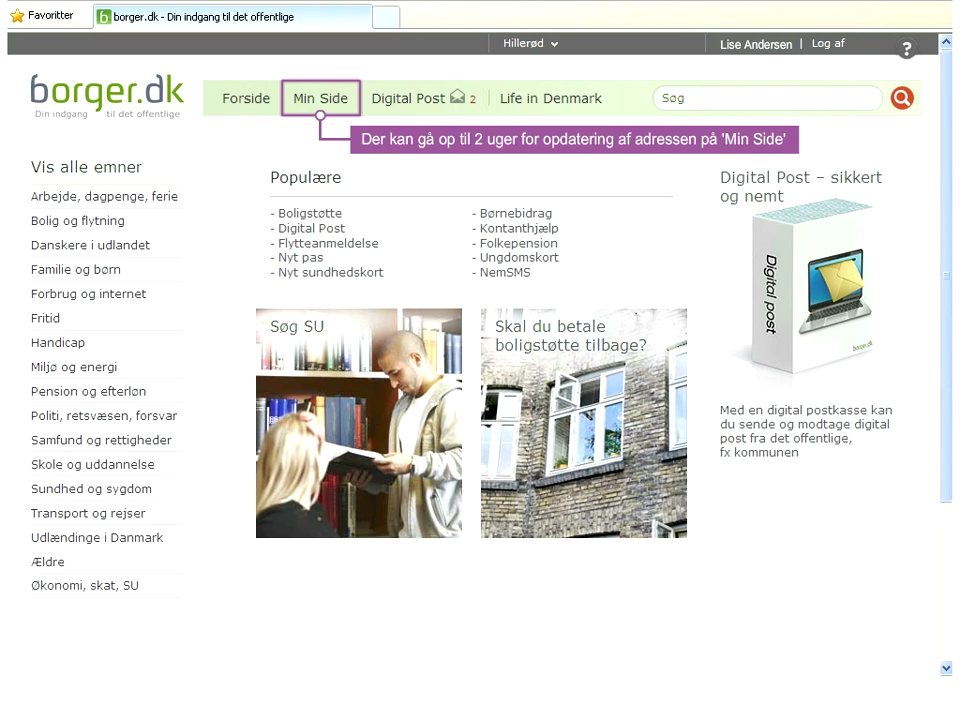 Favoritter
borger.dk - Din indgang til det offentlige
Hillerød
Lise Andersen | Log af
?
borger.dk
Din indgang til det offentlige
Forside
Min Side
Digital Post 2
Life in Denmark
Søg
Der kan gå op til 2 uger for opdatering af adressen på 'Min Side'
Vis alle emner
Arbejde, dagpenge, ferie
Bolig og flytning
Danskere i udlandet
Familie og børn
Forbrug og internet
Fritid
Handicap
Miljø og energi
Pension og efterløn
Politi, retsvæsen, forsvar
Samfund og rettigheder
Skole og uddannelse
Sundhed og sygdom
Transport og rejser
Udlændinge i Danmark
Ældre
Økonomi, skat, SU
Populære
- Boligstøtte
- Digital Post
- Flytteanmeldelse
- Nyt pas
- Nyt sundhedskort
- Børnebidrag
- Kontanthjælp
- Folkepension
- Ungdomskort
- NemSMS
Søg SU
Skal du betale
boligstøtte tilbage?
Digital Post – sikkert
og nemt
Digital post
borger.dk
Med en digital postkasse kan
du sende og modtage digital
post fra det offentlige,
fx kommunen